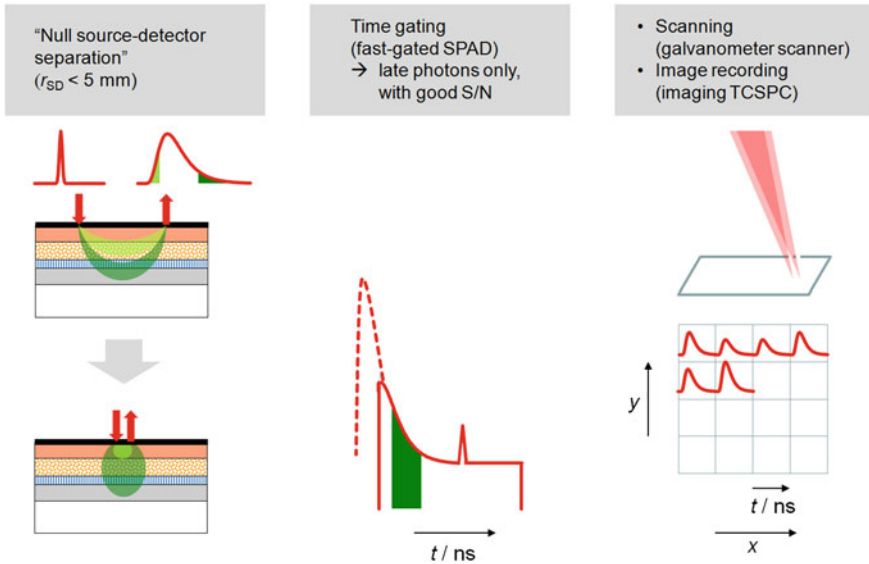 “Null source-detector
separation”
(rSD < 5 mm)
Time gating
(fast-gated SPAD)
→ late photons only,
with good S/N
• Scanning
(galvanometer scanner)
• Image recording
(imaging TCSPC)
y
t / ns
t / ns
x